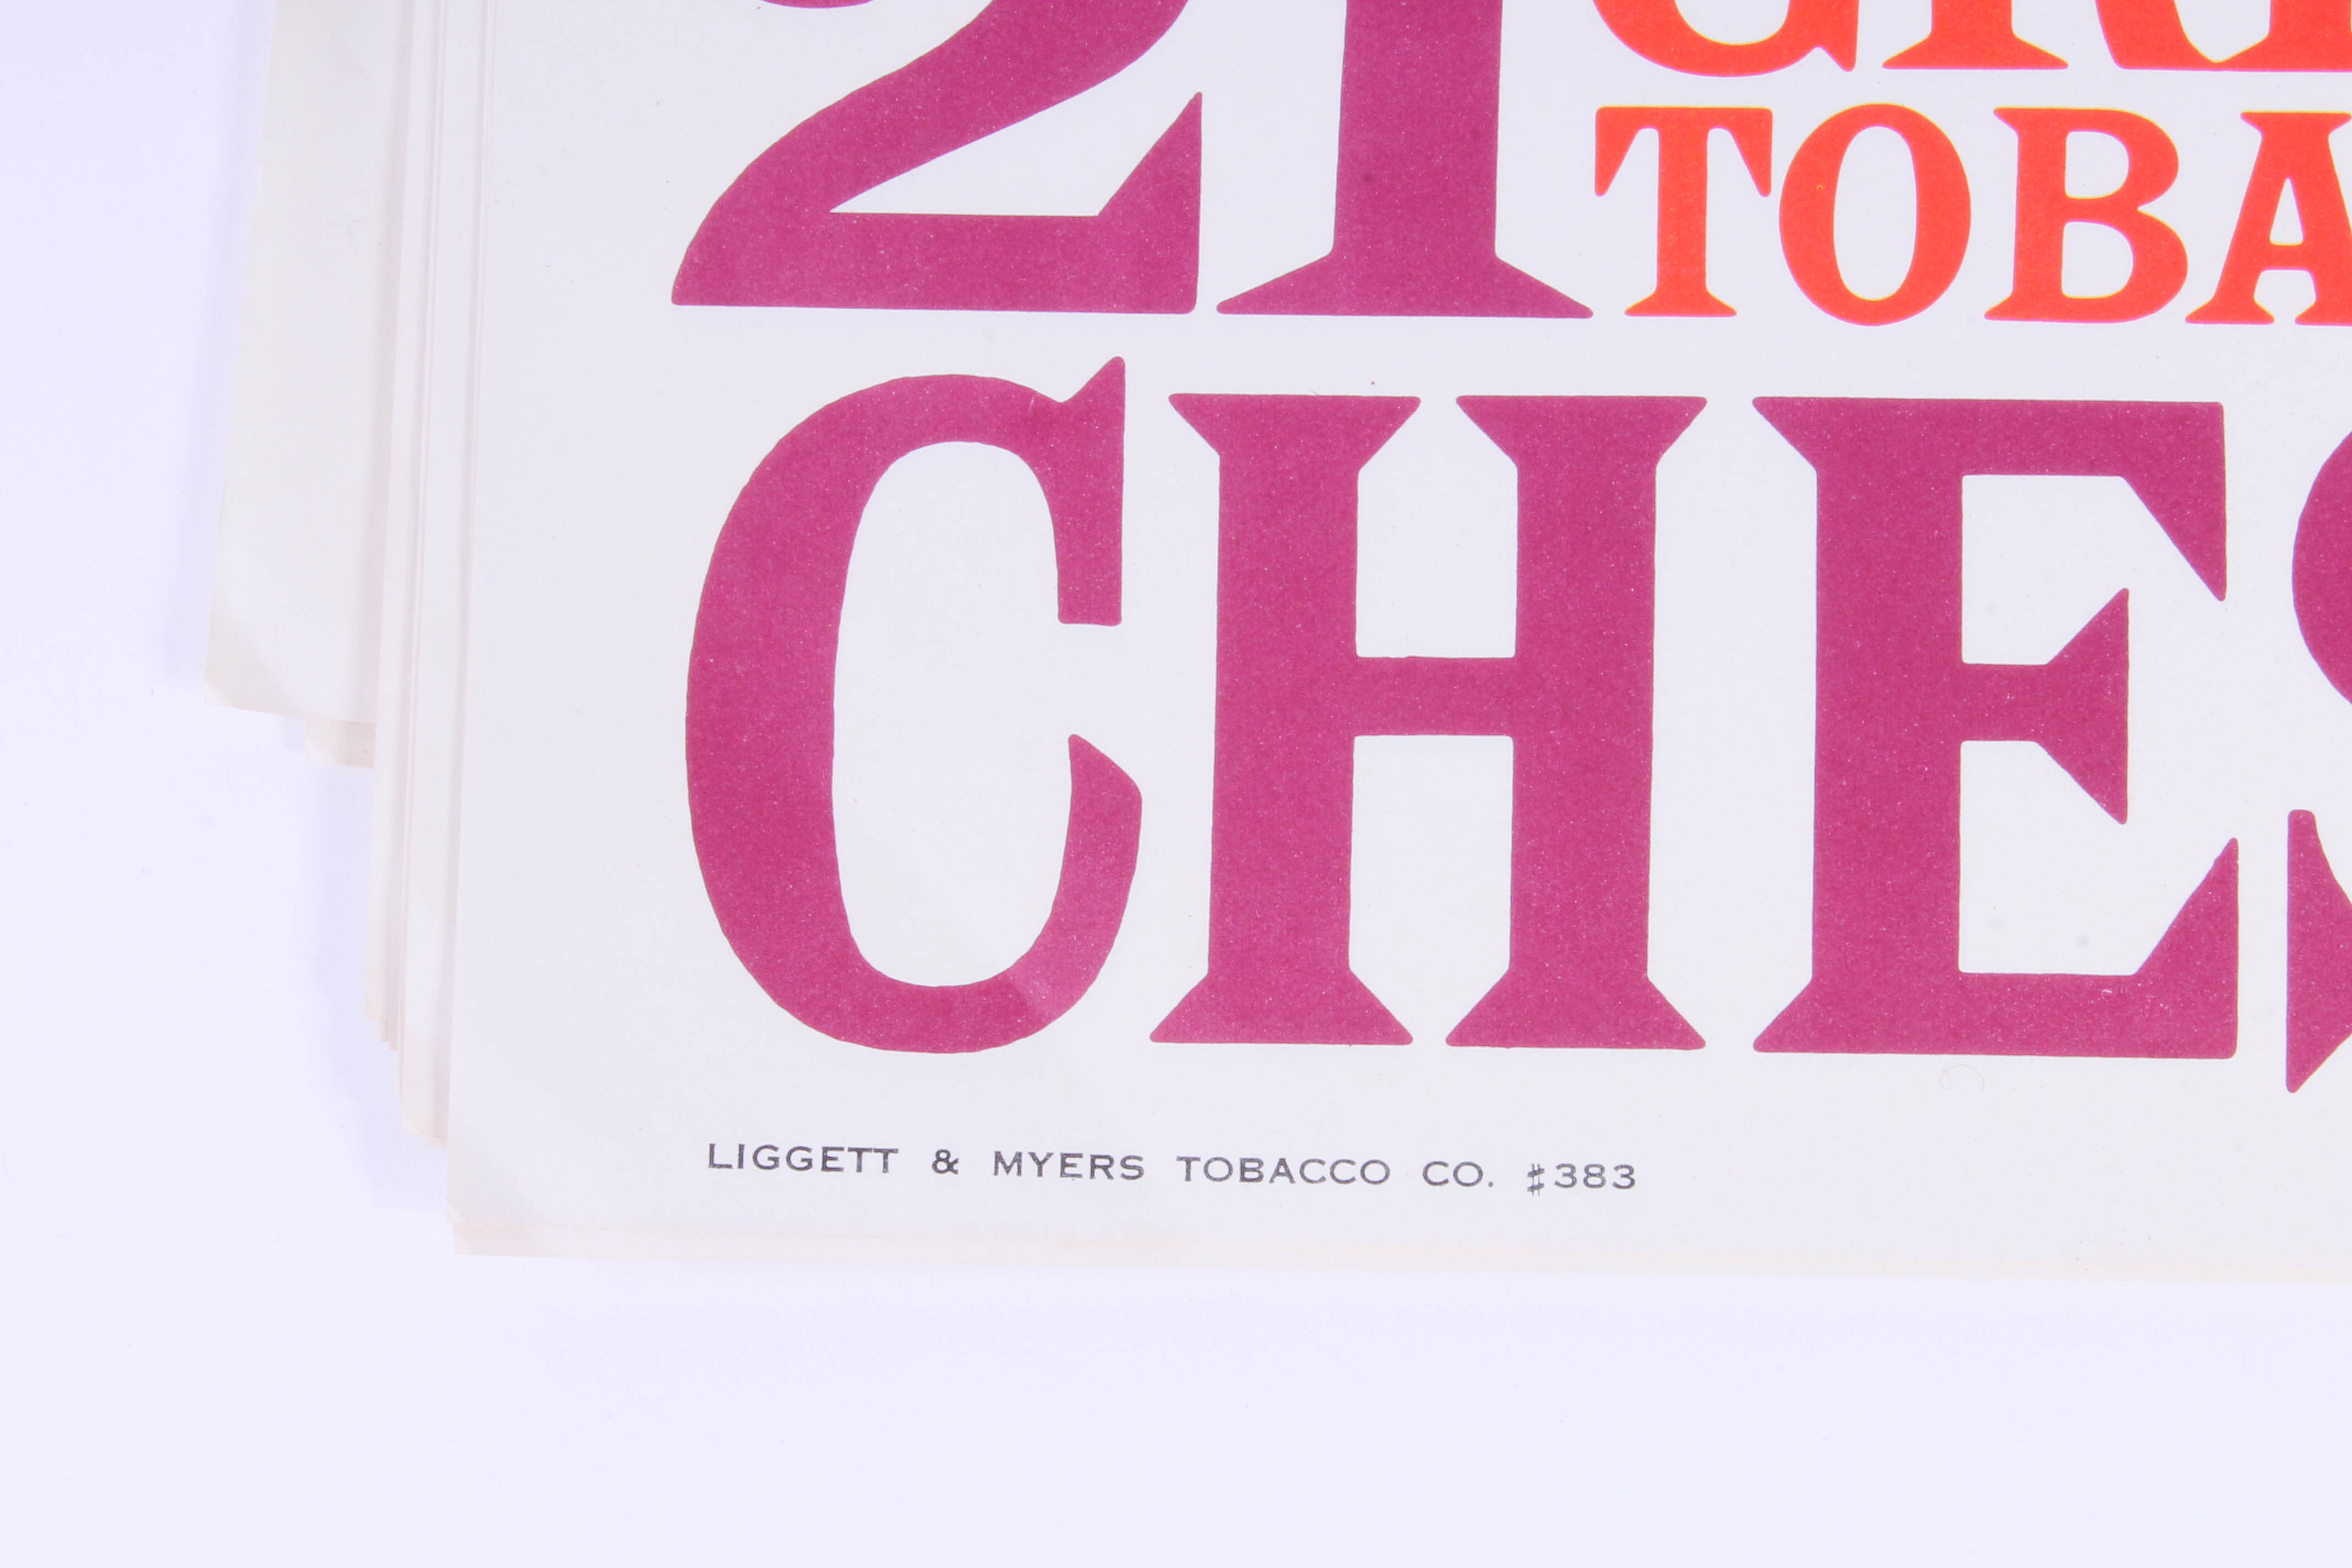 21
TOBA
CHES
LIGGETT & MYERS TOBACCO CO. #383